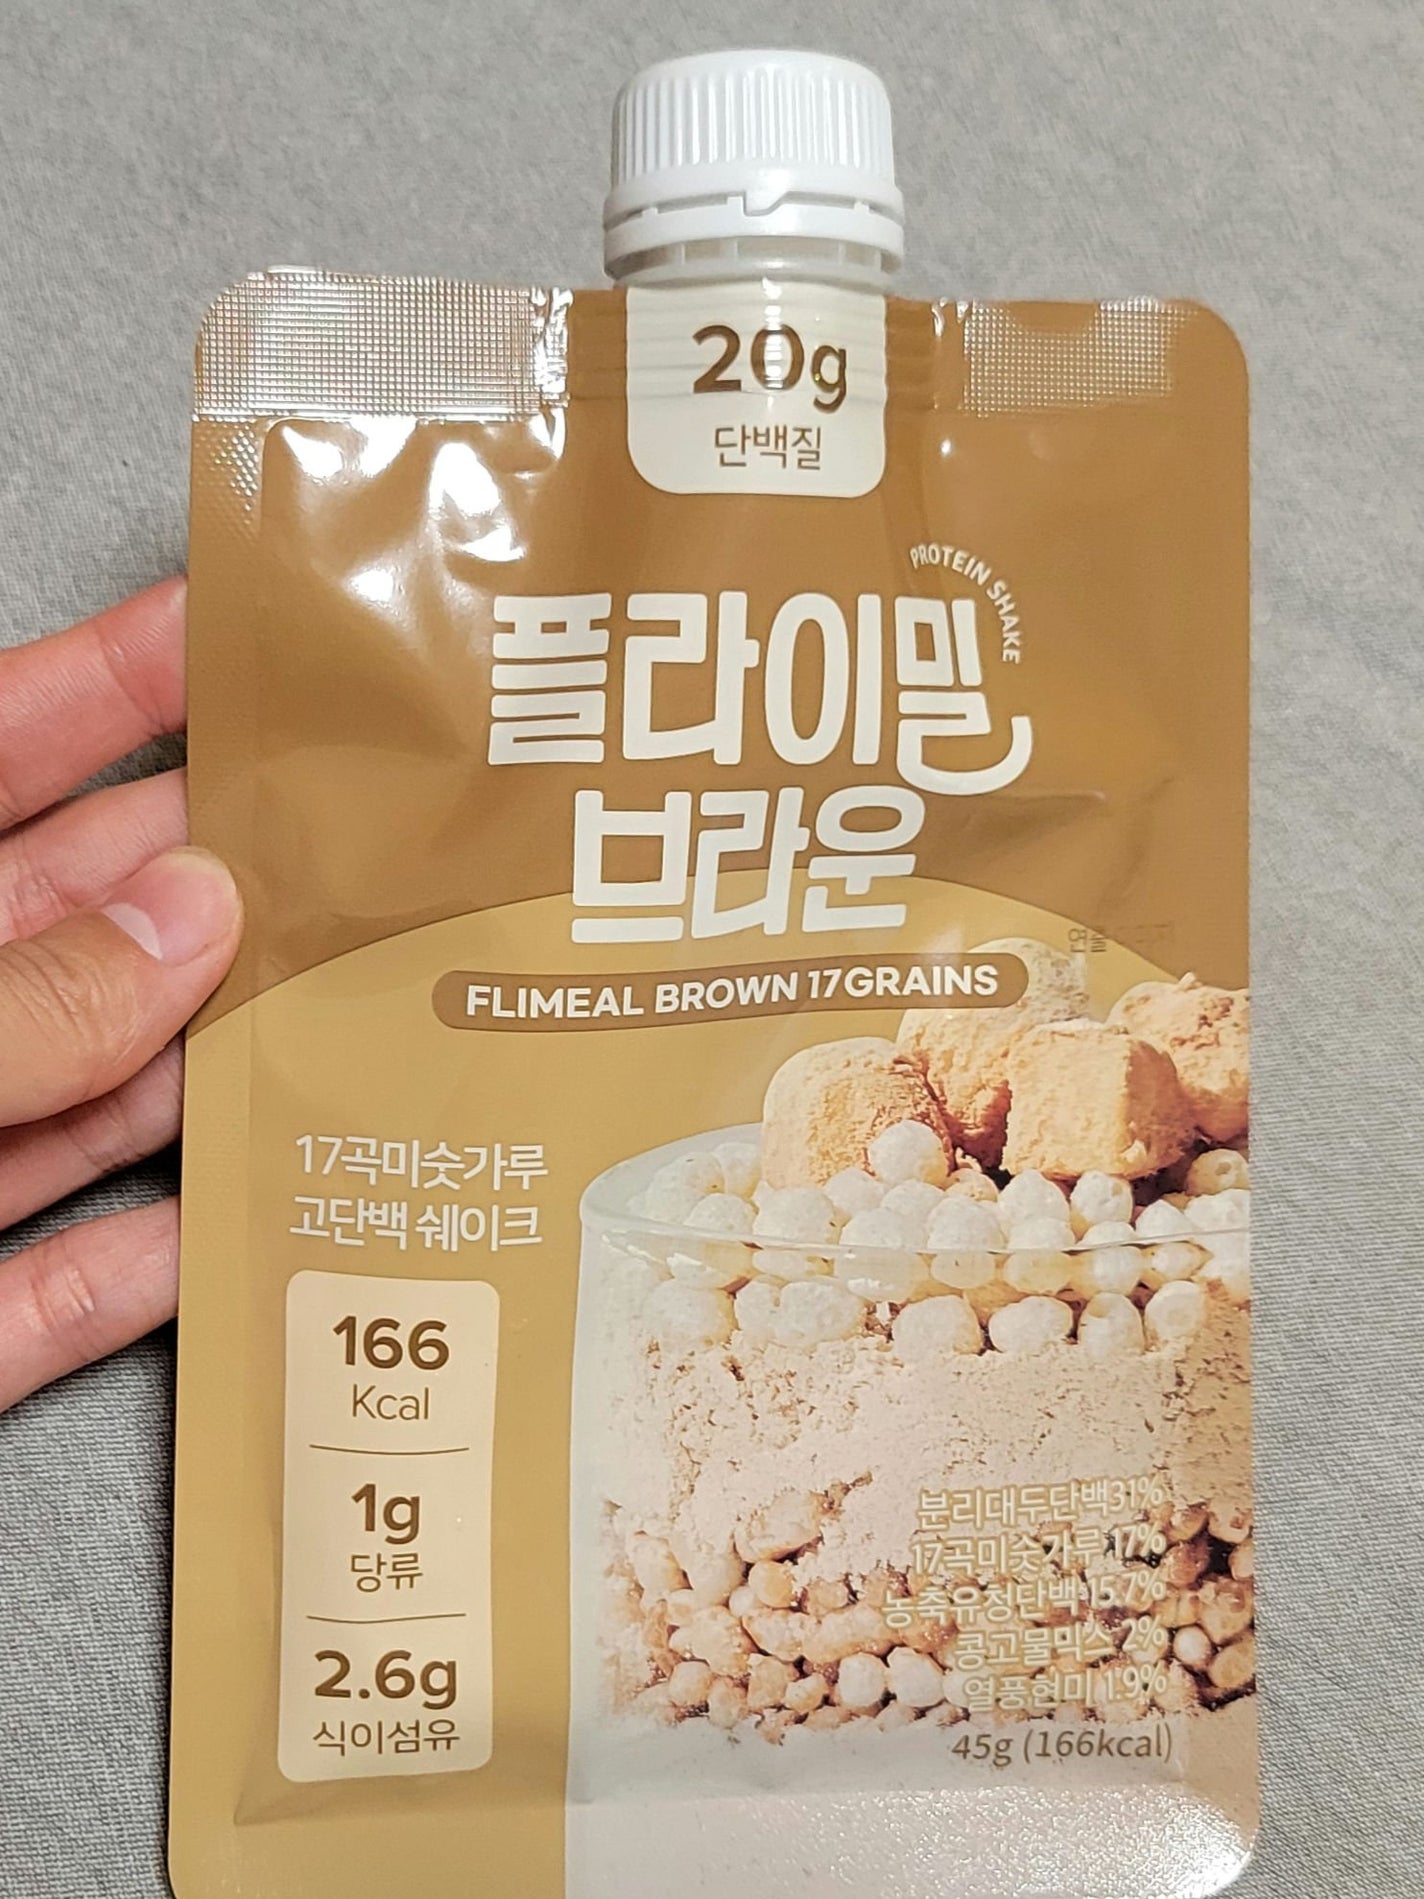 20g
단백질
PROTEIN SHAKE
플라이밀
브라운
FLIMEAL BROWN 17GRAINS
17곡미숫가루
고단백 쉐이크
166
Kcal
1g
당류
2.6g
식이섬유
분리대두단백31%
17곡미숫가루 17%
농축유청단백 15.7%
콩고물믹스 2%
열풍현미 1.9%
45g (166kcal)